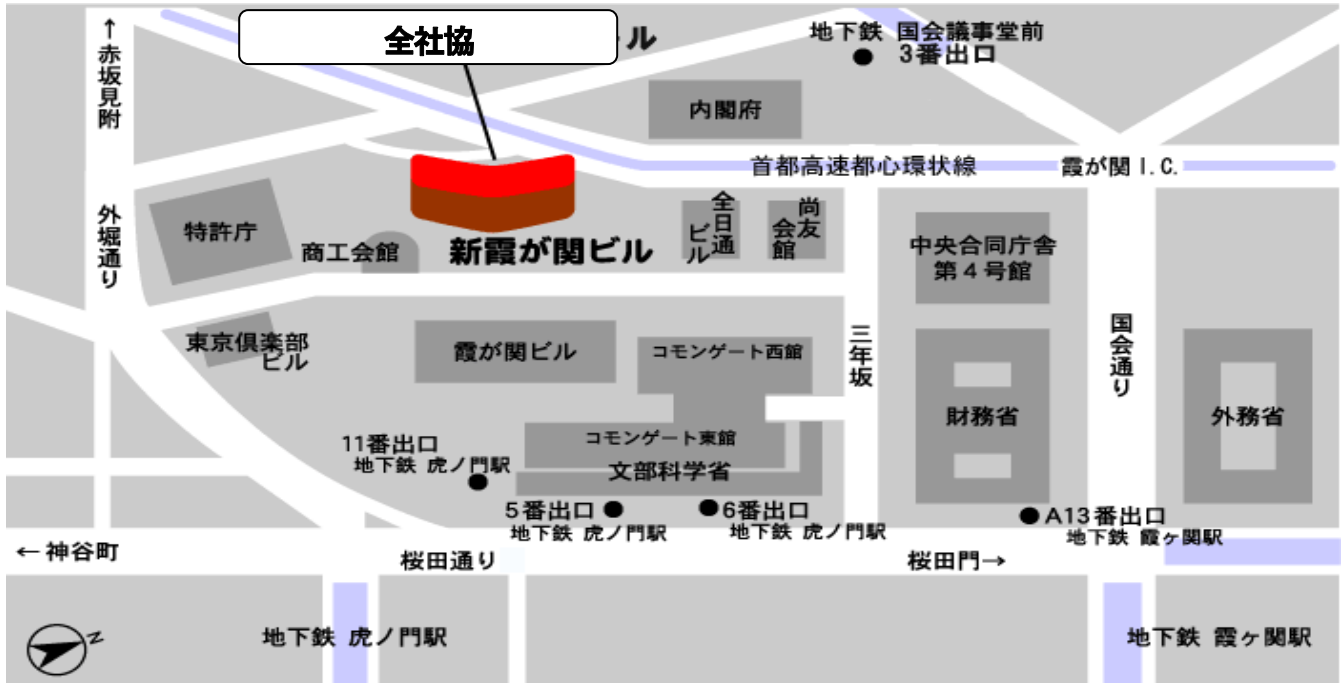 ↑赤坂見附
全社協
ール
地下鉄 国会議事堂前
3番出口
内閣府
首都高速都心環状線
霞が関 I.C.
外堀通り
特許庁
商工会館
新霞が関ビル
全日通
ビル
尚友
会館
中央合同庁舎
第4号館
東京倶楽部
ビル
霞が関ビル
コモンゲート西館
三年坂
国会通り
財務省
外務省
コモンゲート東館
文部科学省
11番出口
地下鉄 虎ノ門駅
5番出口
地下鉄 虎ノ門駅
6番出口
地下鉄 虎ノ門駅
A13番出口
地下鉄 霞ヶ関駅
←神谷町
桜田通り
桜田門→
Z
地下鉄 虎ノ門駅
地下鉄 霞ヶ関駅